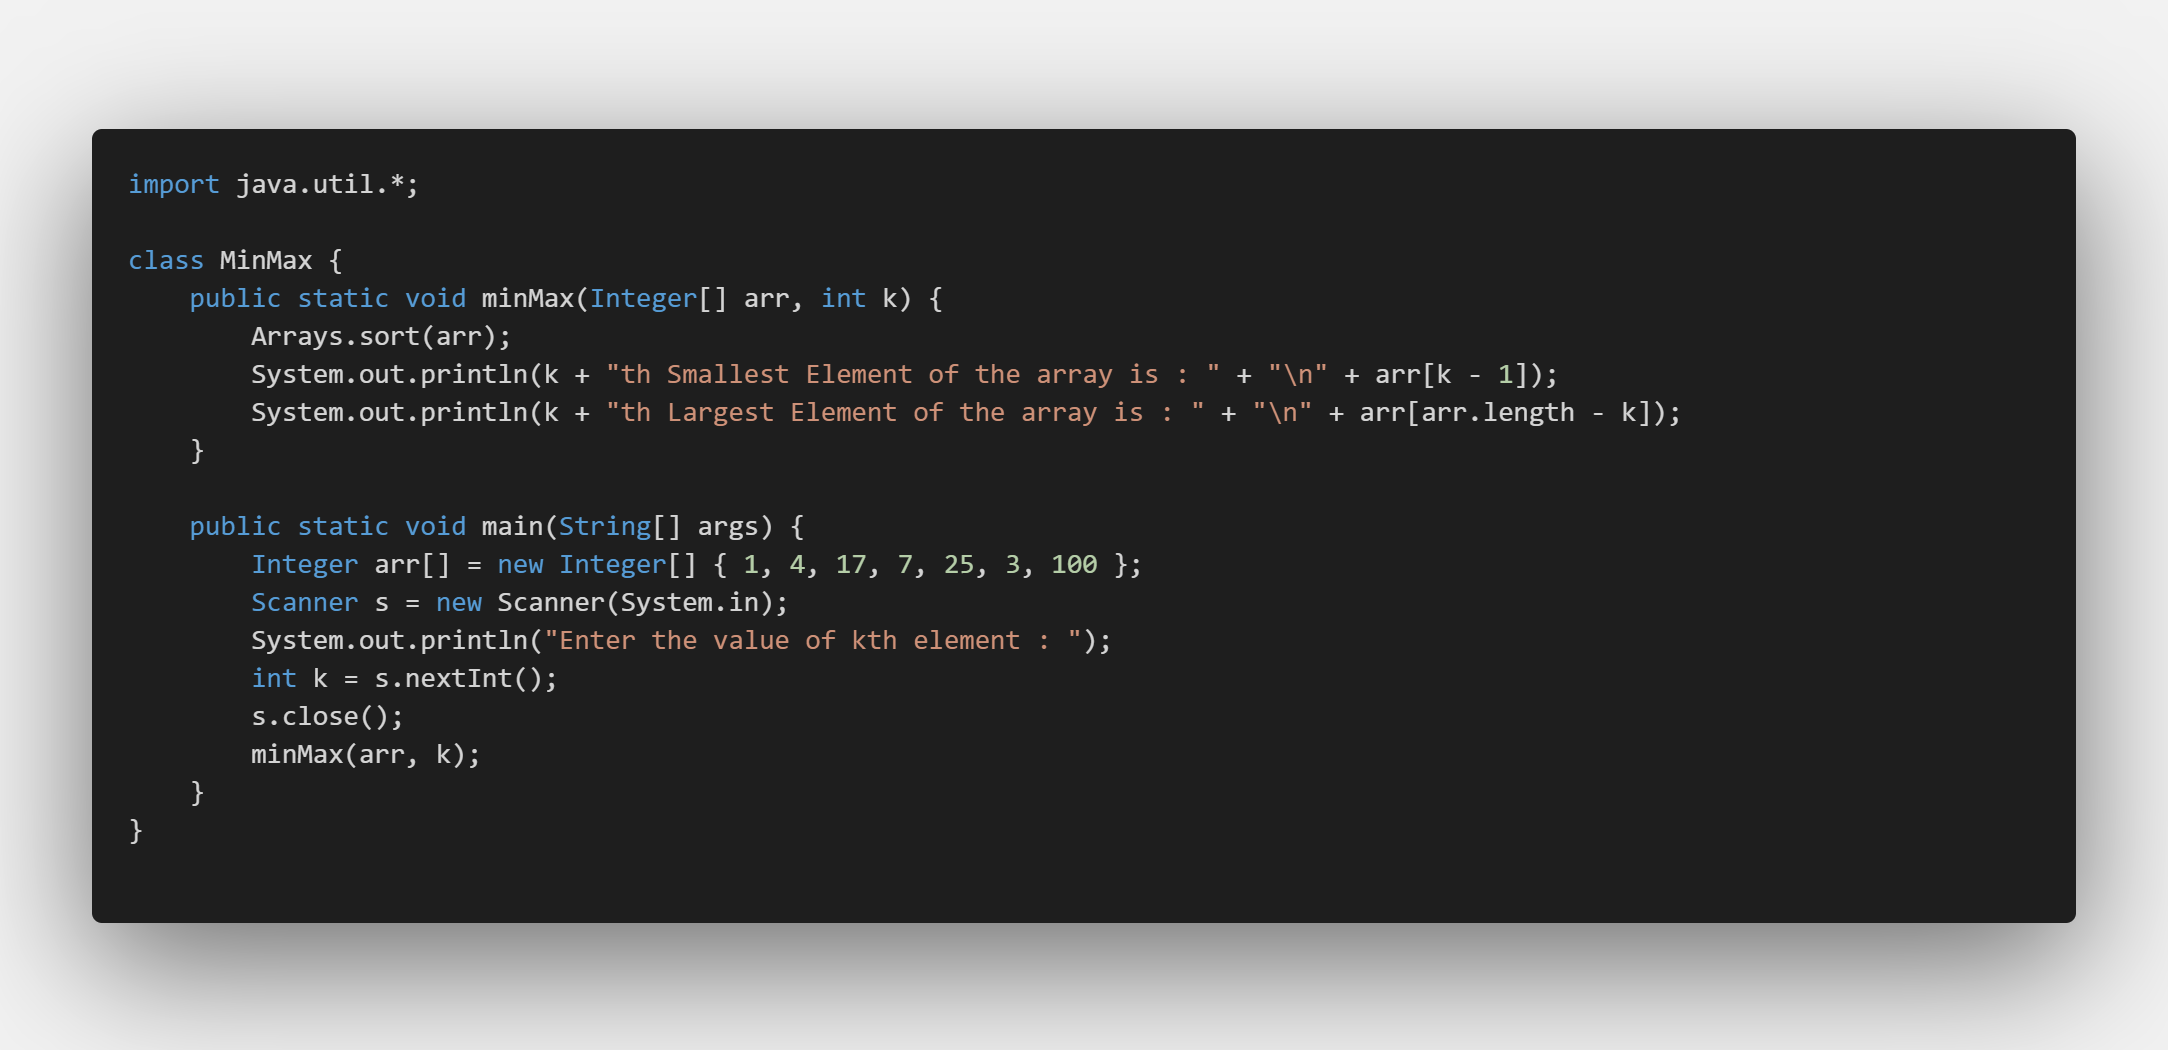 import java.util.*;

class MinMax {
    public static void minMax(Integer[] arr, int k) {
        Arrays.sort(arr);
        System.out.println(k + "th Smallest Element of the array is : " + "\n" + arr[k - 1]);
        System.out.println(k + "th Largest Element of the array is : " + "\n" + arr[arr.length - k]);
    }

    public static void main(String[] args) {
        Integer arr[] = new Integer[] { 1, 4, 17, 7, 25, 3, 100 };
        Scanner s = new Scanner(System.in);
        System.out.println("Enter the value of kth element : ");
        int k = s.nextInt();
        s.close();
        minMax(arr, k);
    }
}